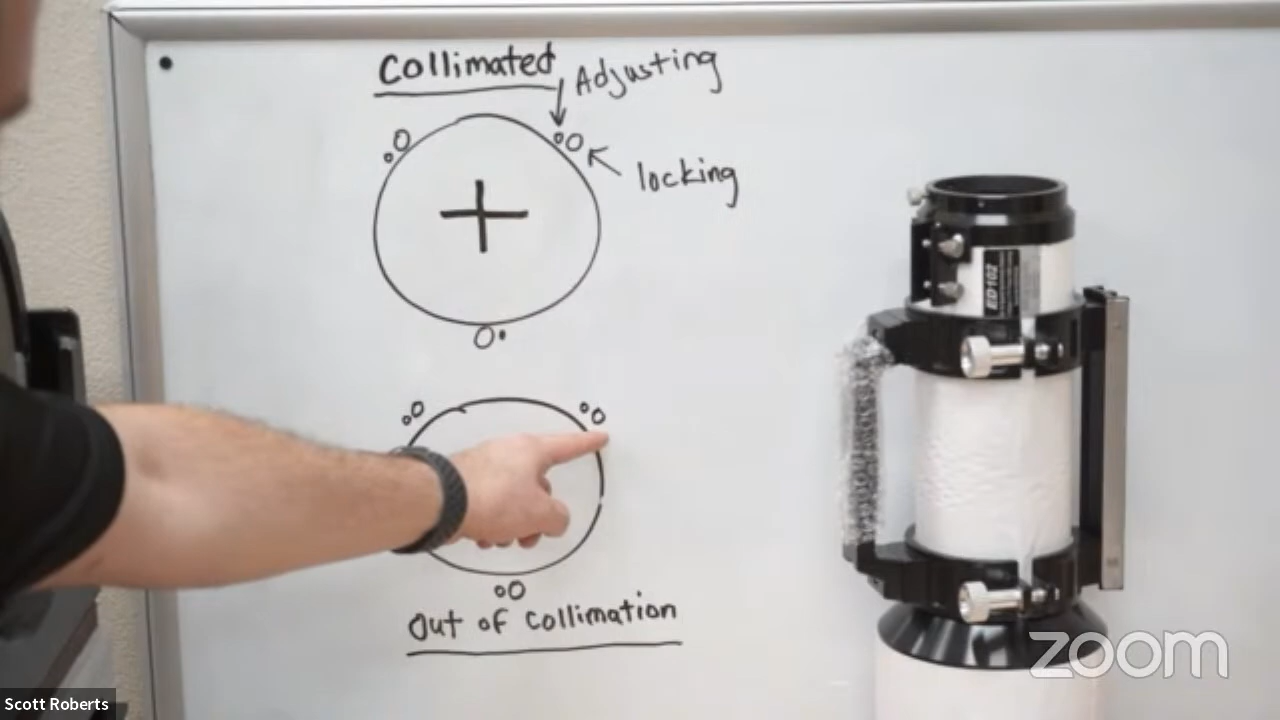 Collimated
Adjusting
locking
ED102
Out of Collimation
zoom
Scott Roberts